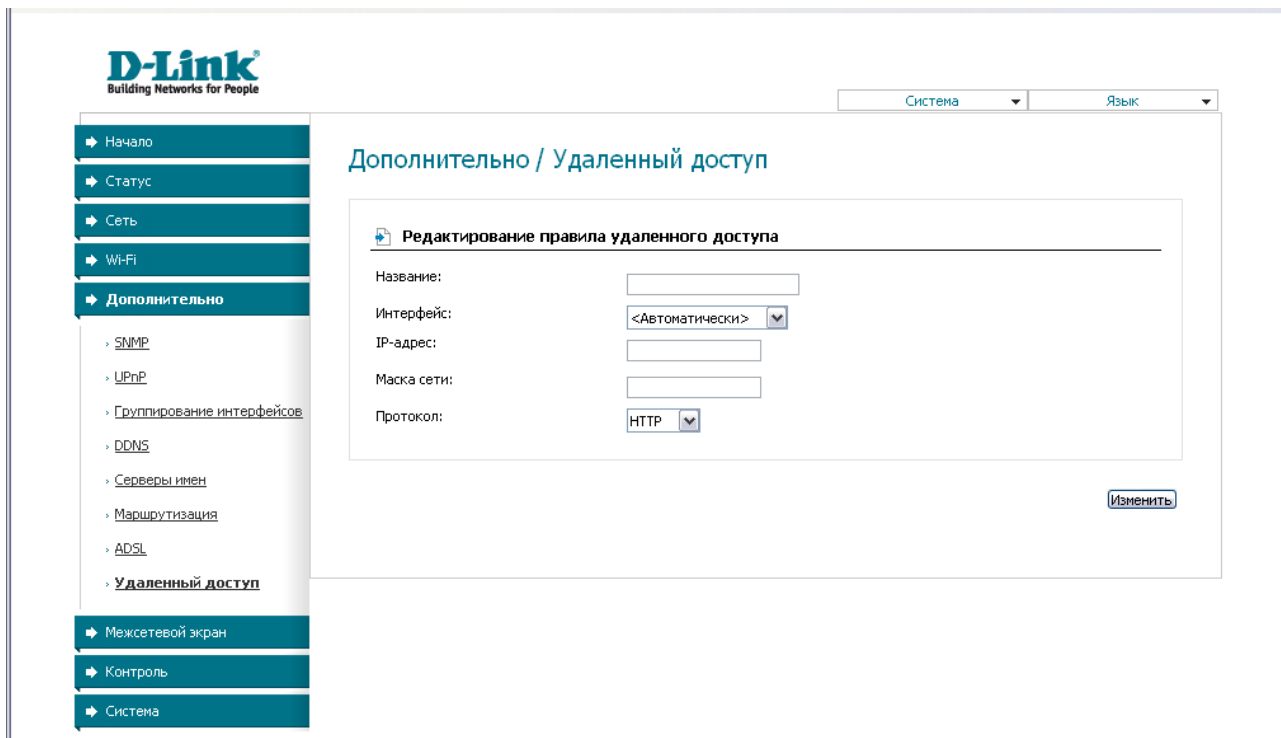 D-Link
Building Networks for People
Система
Язык
Начало
Статус
Сеть
Wi-Fi
Дополнительно
SNMP
UPnP
Группирование интерфейсов
DDNS
Серверы имен
Маршрутизация
ADSL
Удаленный доступ
Межсетевой экран
Контроль
Система
Дополнительно / Удаленный доступ
Редактирование правила удаленного доступа
Название:
Интерфейс: <Автоматически>
IP-адрес:
Маска сети:
Протокол: HTTP
Изменить